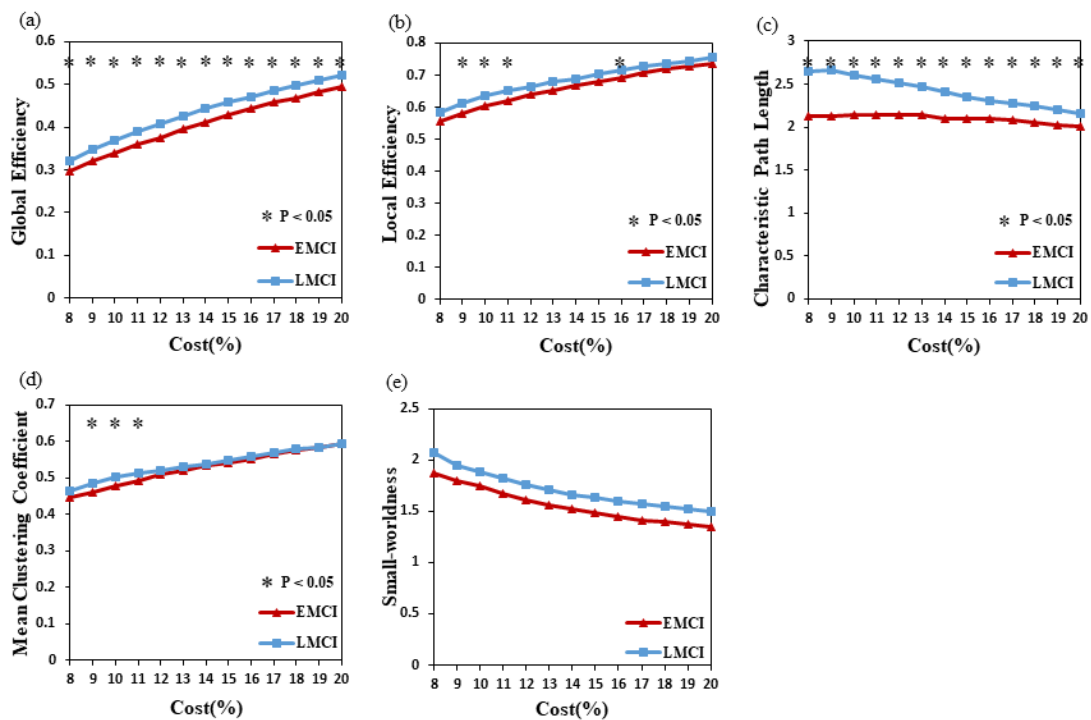 (a)
Global Efficiency
0.6
0.5
0.4
0.3
0.2
0.1
0
* * * * * * * * * * * * *
* P < 0.05
EMCI
LMCI
8 9 10 11 12 13 14 15 16 17 18 19 20
Cost(%)
(b)
Local Efficiency
0.8
0.7
0.6
0.5
0.4
0.3
0.2
0.1
0
* * * *
* P < 0.05
EMCI
LMCI
8 9 10 11 12 13 14 15 16 17 18 19 20
Cost(%)
(c)
Characteristic Path Length
3
2.5
2
1.5
1
0.5
0
* * * * * * * * * * * * *
* P < 0.05
EMCI
LMCI
8 9 10 11 12 13 14 15 16 17 18 19 20
Cost(%)
(d)
Mean Clustering Coefficient
0.7
0.6
0.5
0.4
0.3
0.2
0.1
0
* * *
* P < 0.05
EMCI
LMCI
8 9 10 11 12 13 14 15 16 17 18 19 20
Cost(%)
(e)
Small-worldness
2.5
2
1.5
1
0.5
0
EMCI
LMCI
8 9 10 11 12 13 14 15 16 17 18 19 20
Cost(%)